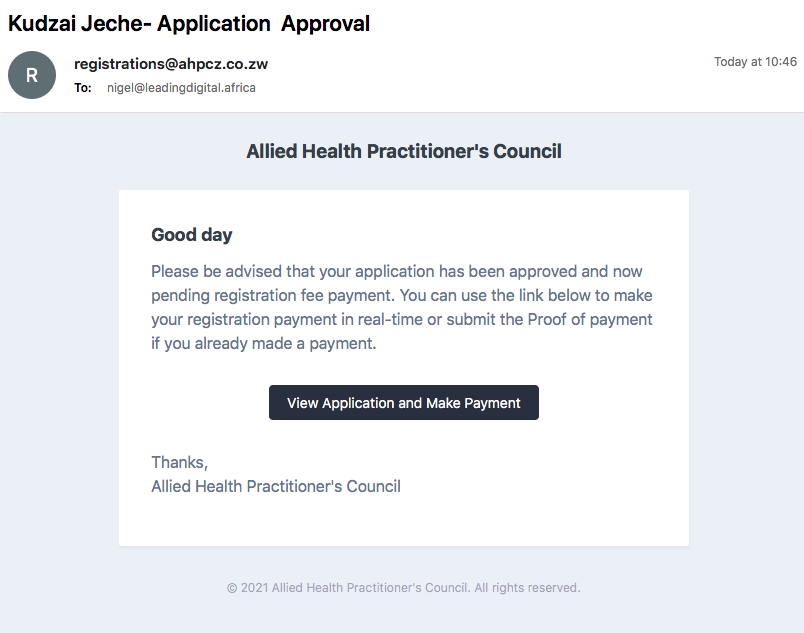 Kudzai Jeche- Application  Approval
R
registrations@ahpcz.co.zw
Today at 10:46
To: nigel@leadingdigital.africa
Allied Health Practitioner's Council
Good day
Please be advised that your application has been approved and now
pending registration fee payment. You can use the link below to make
your registration payment in real-time or submit the Proof of payment
if you already made a payment.
View Application and Make Payment
Thanks,
Allied Health Practitioner's Council
© 2021 Allied Health Practitioner's Council. All rights reserved.